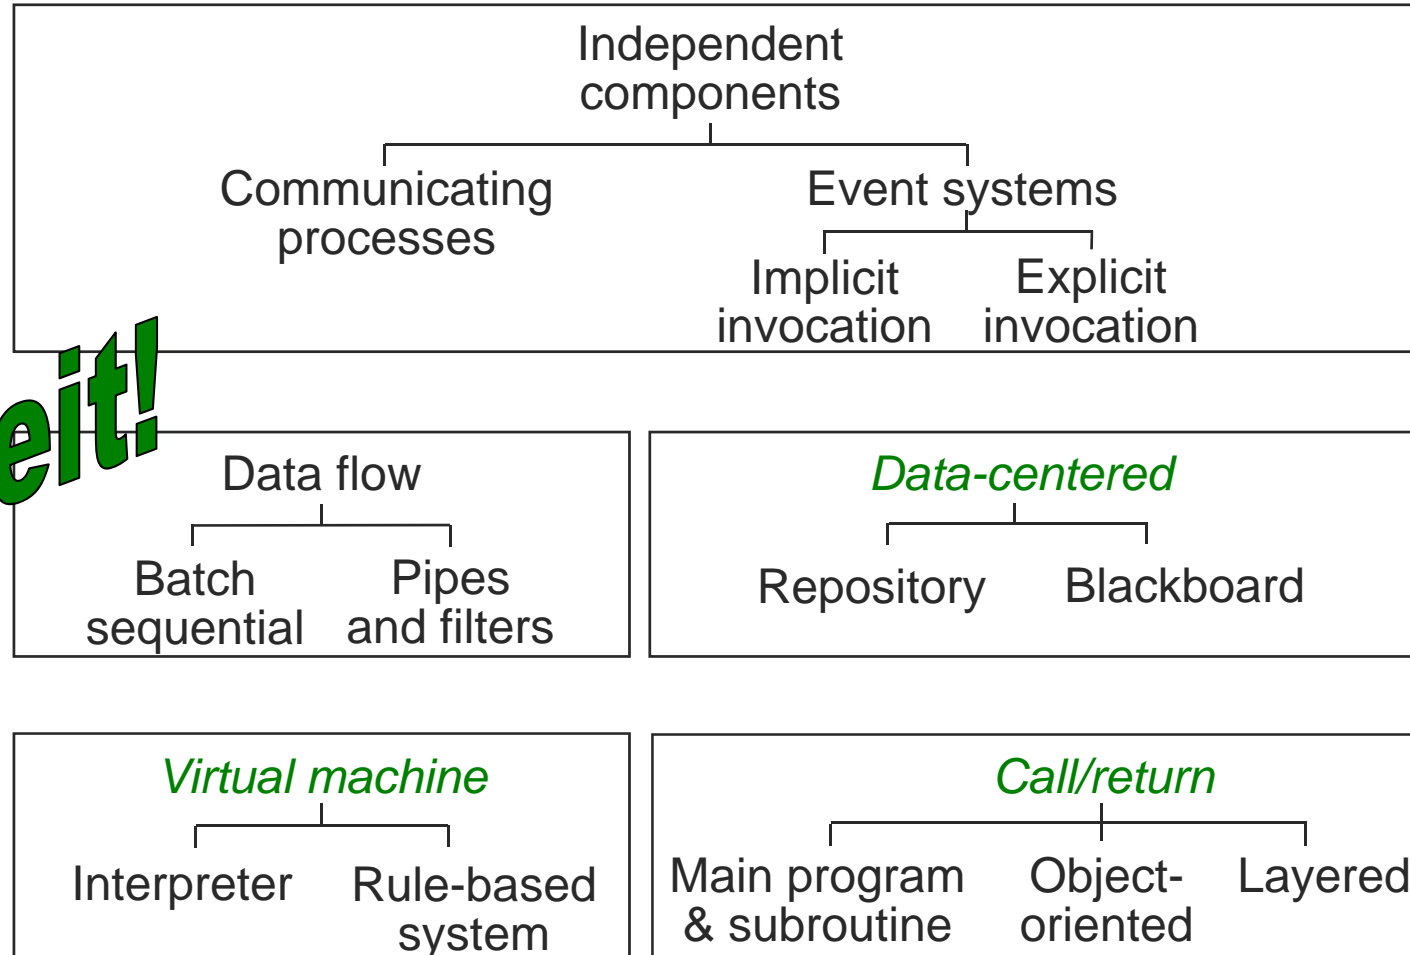 Independent
components
Communicating
processes
Event systems
Implicit
invocation
Explicit
invocation
eit!
Data flow
Batch
sequential
Pipes
and filters
Data-centered
Repository
Blackboard
Virtual machine
Interpreter
Rule-based
system
Call/return
Main program
& subroutine
Object-
oriented
Layered